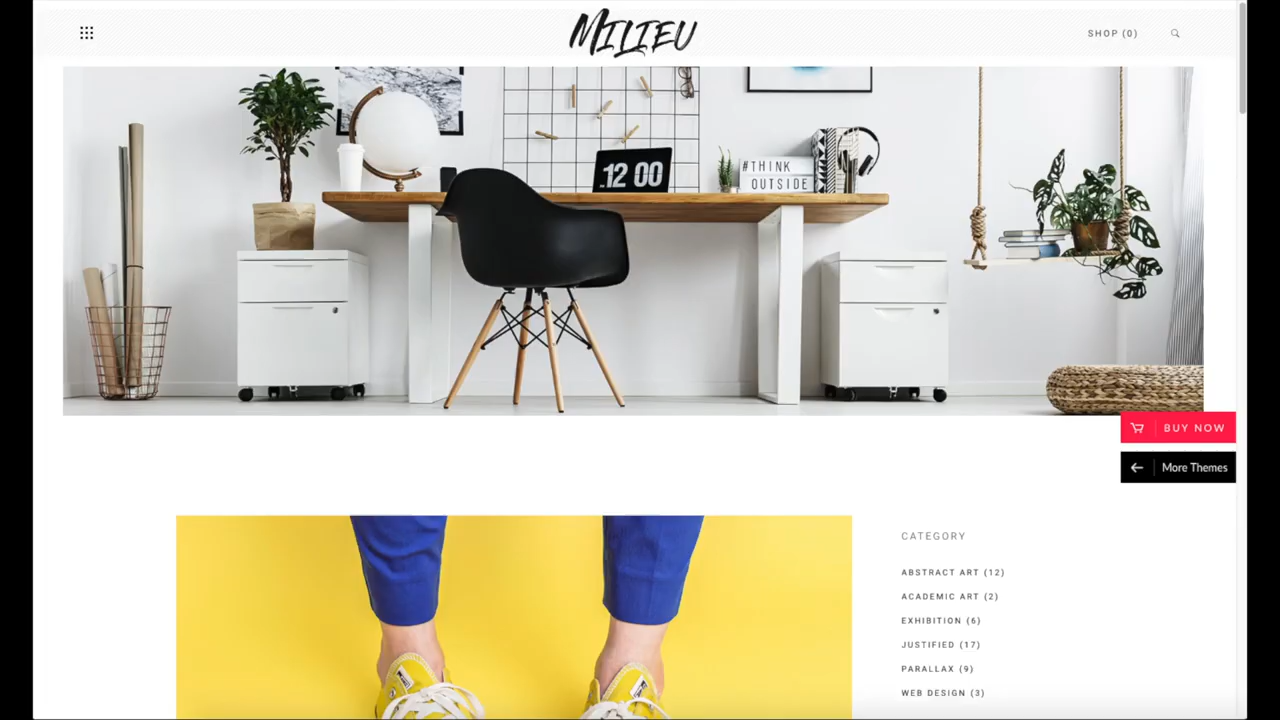 MILIEU
SHOP (0)
12 00
#THINK
OUTSIDE
BUY NOW
More Themes
CATEGORY
ABSTRACT ART (12)
ACADEMIC ART (2)
EXHIBITION (6)
JUSTIFIED (17)
PARALLAX (9)
WEB DESIGN (3)